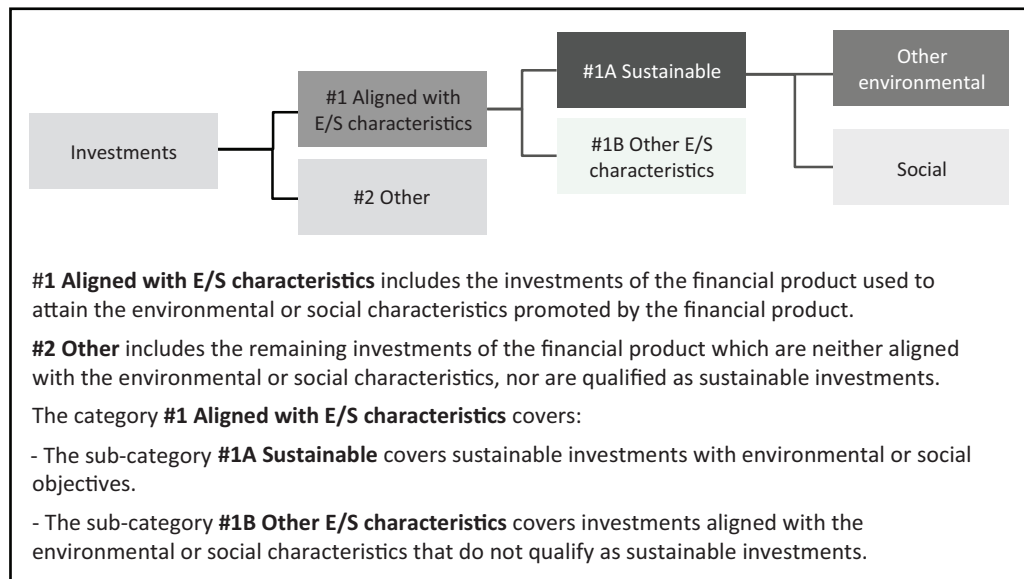 Investments
#1 Aligned with
E/S characteristics
#2 Other
#1A Sustainable
#1B Other E/S
characteristics
Other
environmental
Social
#1 Aligned with E/S characteristics includes the investments of the financial product used to
attain the environmental or social characteristics promoted by the financial product.
#2 Other includes the remaining investments of the financial product which are neither aligned
with the environmental or social characteristics, nor are qualified as sustainable investments.
The category #1 Aligned with E/S characteristics covers:
- The sub-category #1A Sustainable covers sustainable investments with environmental or social
objectives.
- The sub-category #1B Other E/S characteristics covers investments aligned with the
environmental or social characteristics that do not qualify as sustainable investments.